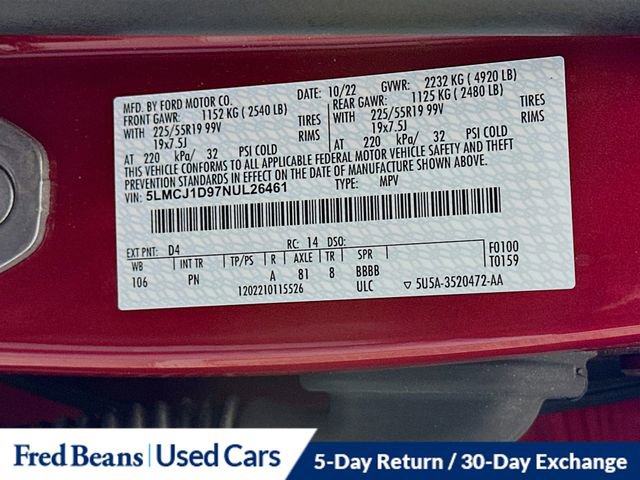 MFD. BY FORD MOTOR CO. DATE: 10/22 GVWR: 2232 KG (4920 LB)
FRONT GAWR: 1152 KG (2540 LB) REAR GAWR: 1125 KG (2480 LB)
WITH 225/55R19 99V TIRES WITH 225/55R19 99V TIRES
19x7.5J RIMS 19x7.5J RIMS
AT 220 kPa/ 32 PSI COLD AT 220 kPa/ 32 PSI COLD
THIS VEHICLE CONFORMS TO ALL APPLICABLE FEDERAL MOTOR VEHICLE SAFETY AND THEFT
PREVENTION STANDARDS IN EFFECT ON THE DATE OF MANUFACTURE SHOWN ABOVE.
VIN: 5LMCJ1D97NUL26461 TYPE: MPV
EXT PNT: D4 RC: 14 DSO: F0100
WB INT TR TP/PS R AXLE TR SPR T0159
106 PN A 81 8 BBBB
1202210115526 ULC ▽ 5U5A-3520472-AA
Fred Beans | Used Cars 5-Day Return / 30-Day Exchange